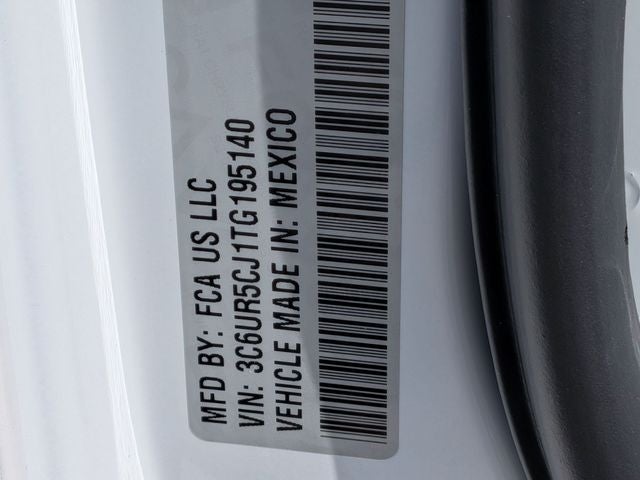 MFD BY: FCA US LLC
VIN: 3C6UR5CJ1TG195140
VEHICLE MADE IN: MEXICO